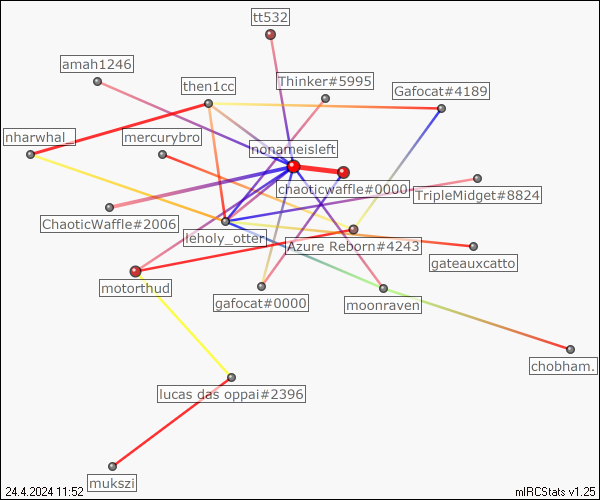 tt532
amah1246
then1cc
Thinker#5995
Gafocat#4189
nharwhal_
mercurybro
nonameisleft
chaoticwaffle#0000
TripleMidget#8824
ChaoticWaffle#2006
leholy_otter
Azure Reborn#4243
gateauxcatto
motorthud
gafocat#0000
moonraven
chobham.
lucas das oppai#2396
mukszi
24.4.2024 11:52
mIRCStats v1.25